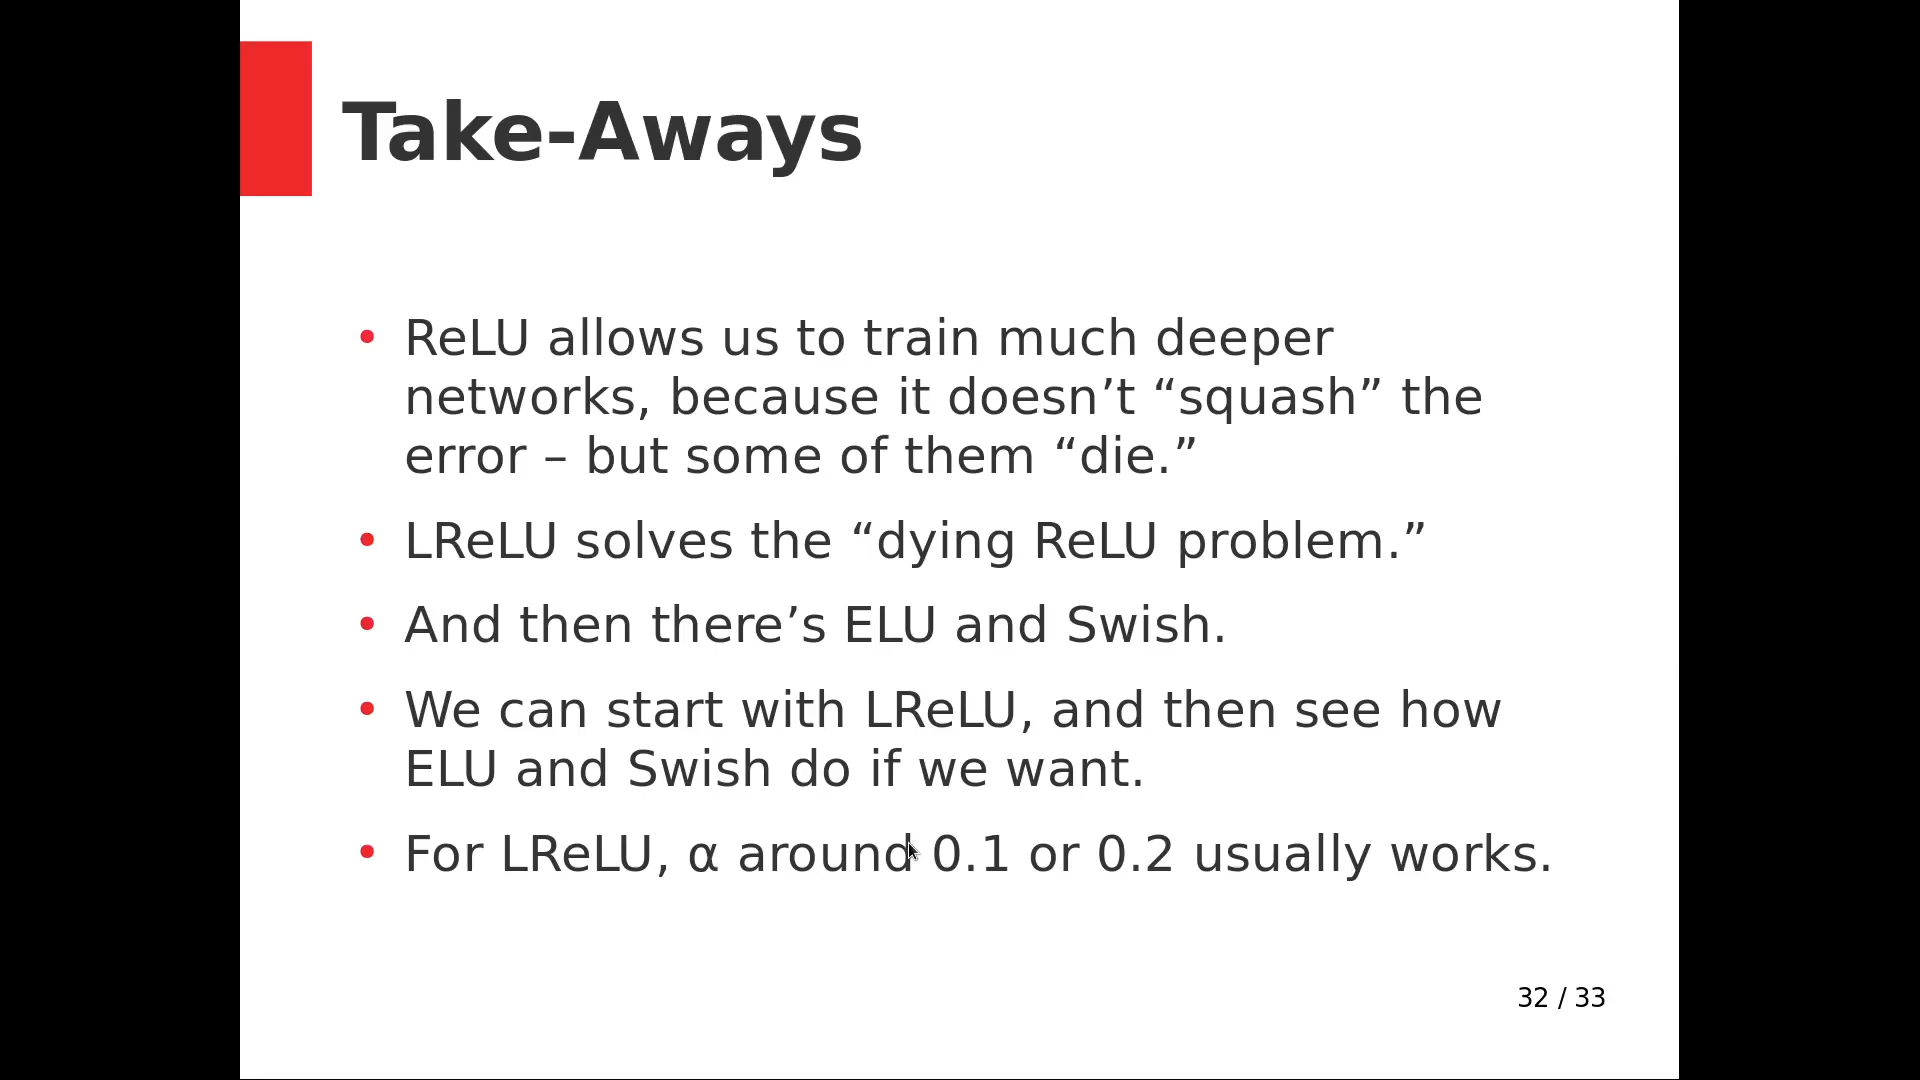 Take-Aways
• ReLU allows us to train much deeper
networks, because it doesn’t “squash” the
error – but some of them “die.”
• LReLU solves the “dying ReLU problem.”
• And then there’s ELU and Swish.
• We can start with LReLU, and then see how
ELU and Swish do if we want.
• For LReLU, α around 0.1 or 0.2 usually works.
32 / 33